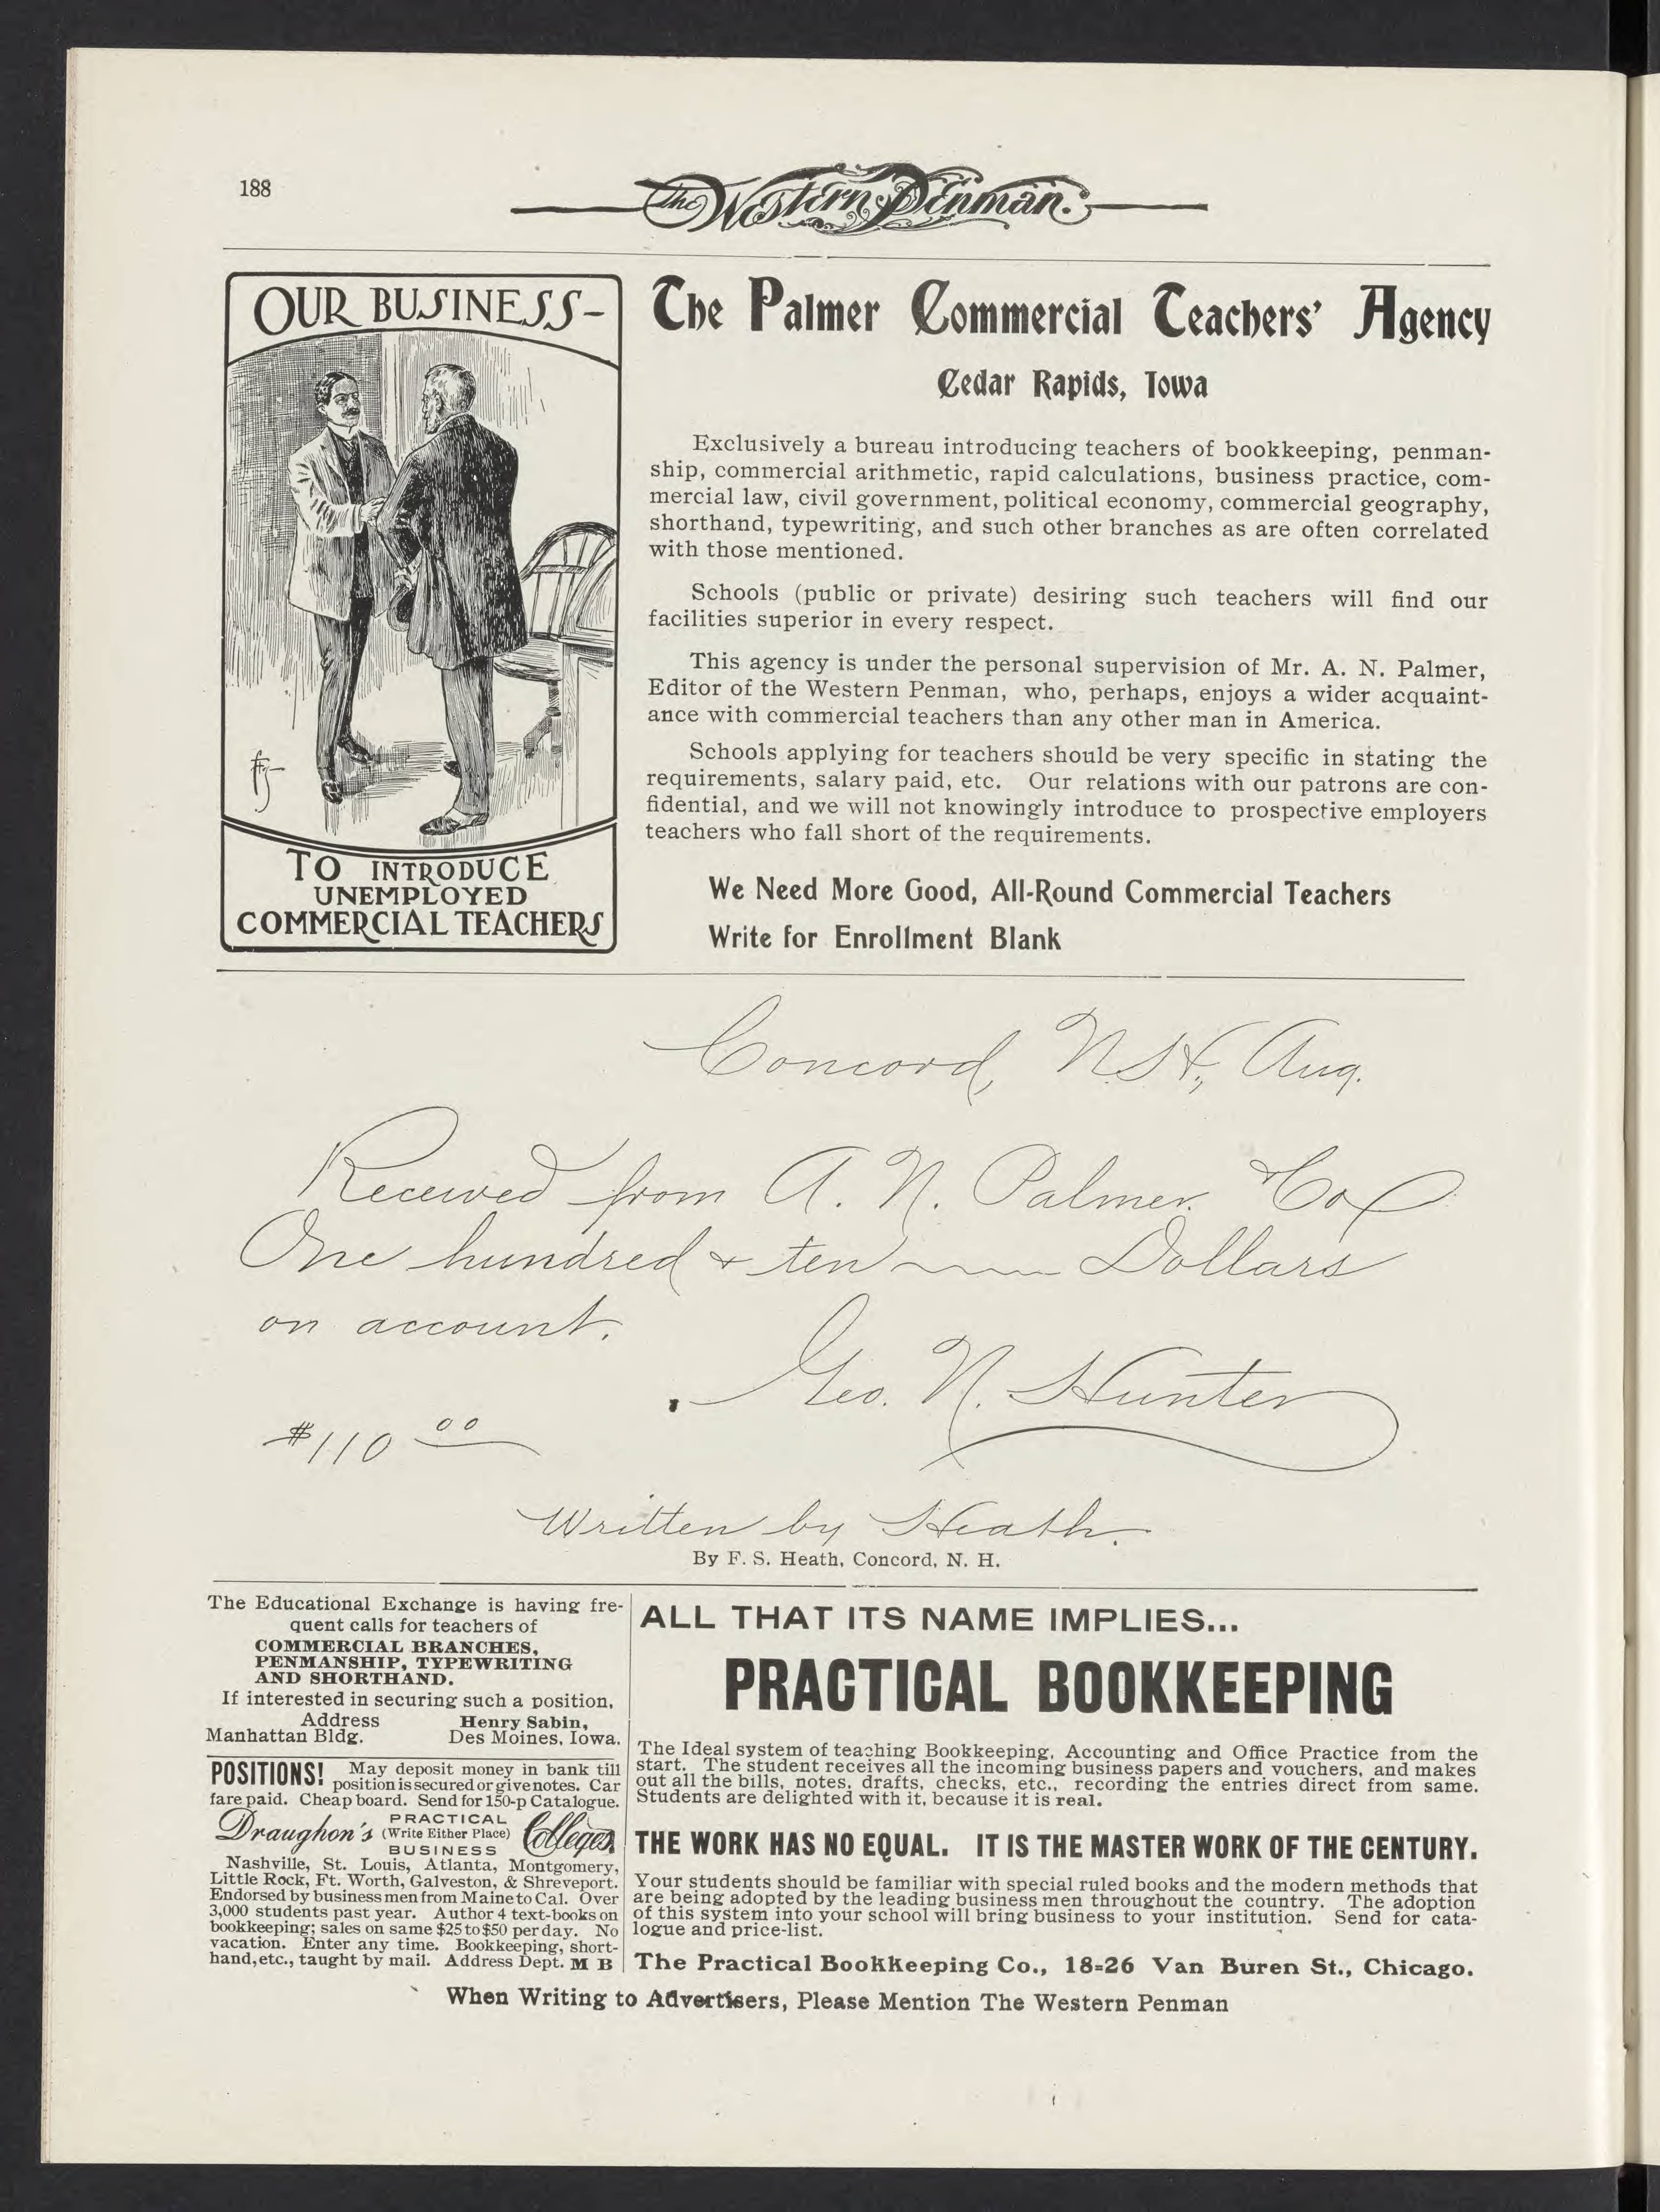 188
The Western Penman.
OUR BUSINESS-
TO INTRODUCE
UNEMPLOYED
COMMERCIAL TEACHERS
The Palmer Commercial Teachers' Agency
Cedar Rapids, Iowa
Exclusively a bureau introducing teachers of bookkeeping, penman-
ship, commercial arithmetic, rapid calculations, business practice, com-
mercial law, civil government, political economy, commercial geography,
shorthand, typewriting, and such other branches as are often correlated
with those mentioned.
Schools (public or private) desiring such teachers will find our
facilities superior in every respect.
This agency is under the personal supervision of Mr. A. N. Palmer,
Editor of the Western Penman, who, perhaps, enjoys a wider acquaint-
ance with commercial teachers than any other man in America.
Schools applying for teachers should be very specific in stating the
requirements, salary paid, etc. Our relations with our patrons are con-
fidential, and we will not knowingly introduce to prospective employers
teachers who fall short of the requirements.
We Need More Good, All-Round Commercial Teachers
Write for Enrollment Blank
Concord, N.H., Aug.
Received from A. N. Palmer. & Co
One hundred & ten Dollars
on account.
Geo. N. Hunter
$110 00
Written by Heath.
By F. S. Heath, Concord, N. H.
The Educational Exchange is having fre-
quent calls for teachers of
COMMERCIAL BRANCHES,
PENMANSHIP, TYPEWRITING
AND SHORTHAND.
If interested in securing such a position,
Address Henry Sabin,
Manhattan Bldg. Des Moines, Iowa.
POSITIONS! May deposit money in bank till
position is secured or give notes. Car
fare paid. Cheap board. Send for 150-p Catalogue.
Draughon's PRACTICAL
(Write Either Place)
BUSINESS Colleges,
Nashville, St. Louis, Atlanta, Montgomery,
Little Rock, Ft. Worth, Galveston, & Shreveport.
Endorsed by business men from Maine to Cal. Over
3,000 students past year. Author 4 text-books on
bookkeeping; sales on same $25 to $50 per day. No
vacation. Enter any time. Bookkeeping, short-
hand, etc., taught by mail. Address Dept. M B
ALL THAT ITS NAME IMPLIES...
PRACTICAL BOOKKEEPING
The Ideal system of teaching Bookkeeping, Accounting and Office Practice from the
start. The student receives all the incoming business papers and vouchers, and makes
out all the bills, notes, drafts, checks, etc., recording the entries direct from same.
Students are delighted with it, because it is real.
THE WORK HAS NO EQUAL. IT IS THE MASTER WORK OF THE CENTURY.
Your students should be familiar with special ruled books and the modern methods that
are being adopted by the leading business men throughout the country. The adoption
of this system into your school will bring business to your institution. Send for cata-
logue and price-list.
The Practical Bookkeeping Co., 18=26 Van Buren St., Chicago.
When Writing to Advertisers, Please Mention The Western Penman